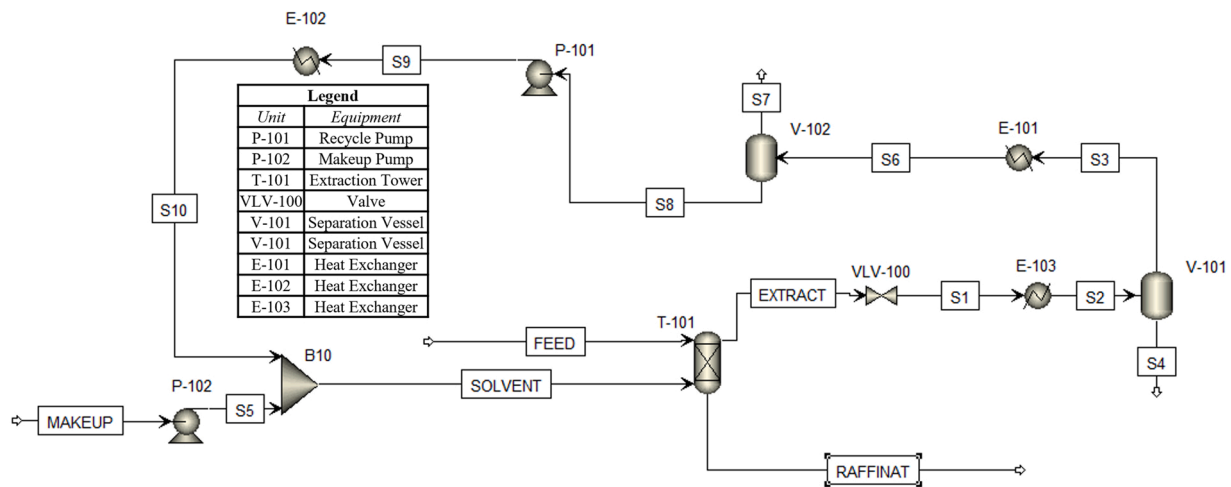 E-102
S9
P-101
Legend
Unit Equipment
P-101 Recycle Pump
P-102 Makeup Pump
T-101 Extraction Tower
VLV-100 Valve
V-101 Separation Vessel
V-101 Separation Vessel
E-101 Heat Exchanger
E-102 Heat Exchanger
E-103 Heat Exchanger
S7
V-102
E-101
S6
S3
S10
S8
VLV-100
E-103
V-101
EXTRACT
S1
S2
T-101
FEED
S4
B10
SOLVENT
P-102
S5
MAKEUP
RAFFINAT